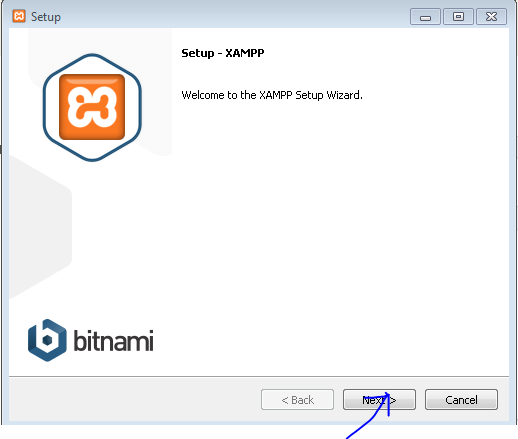 Setup
Setup - XAMPP
Welcome to the XAMPP Setup Wizard.
bitnami
< Back
Next >
Cancel